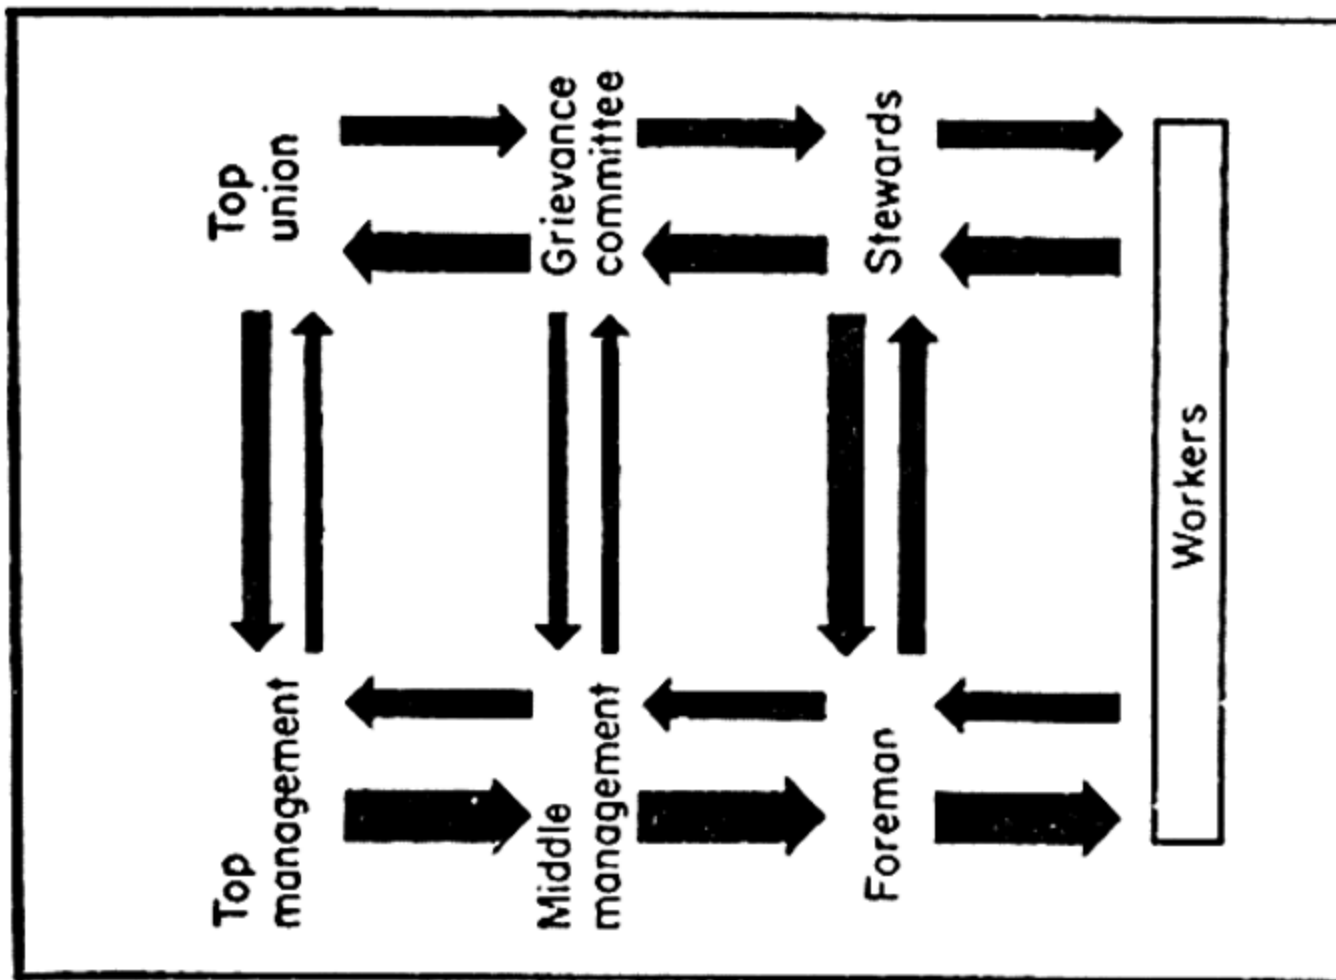 Top
management
Top
union
Middle
management
Grievance
committee
Foreman
Stewards
Workers